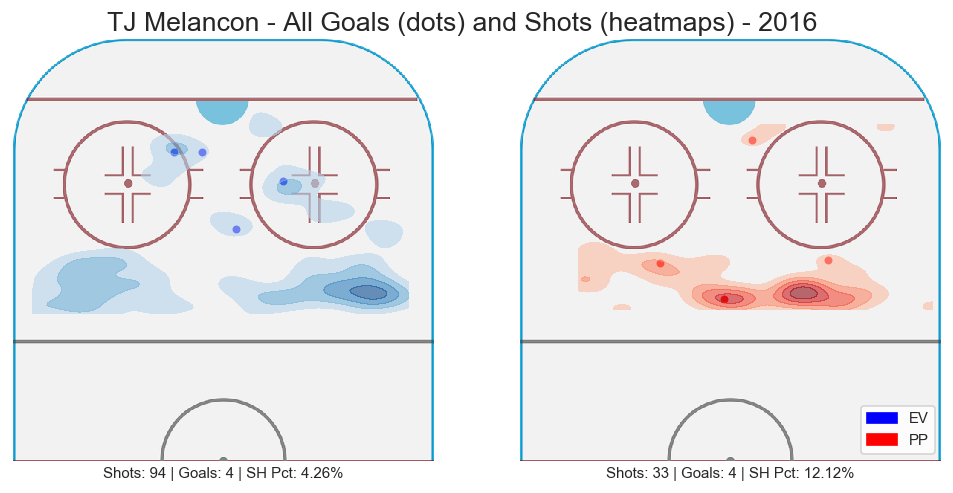 TJ Melancon - All Goals (dots) and Shots (heatmaps) - 2016
EV
PP
Shots: 94 | Goals: 4 | SH Pct: 4.26%
Shots: 33 | Goals: 4 | SH Pct: 12.12%